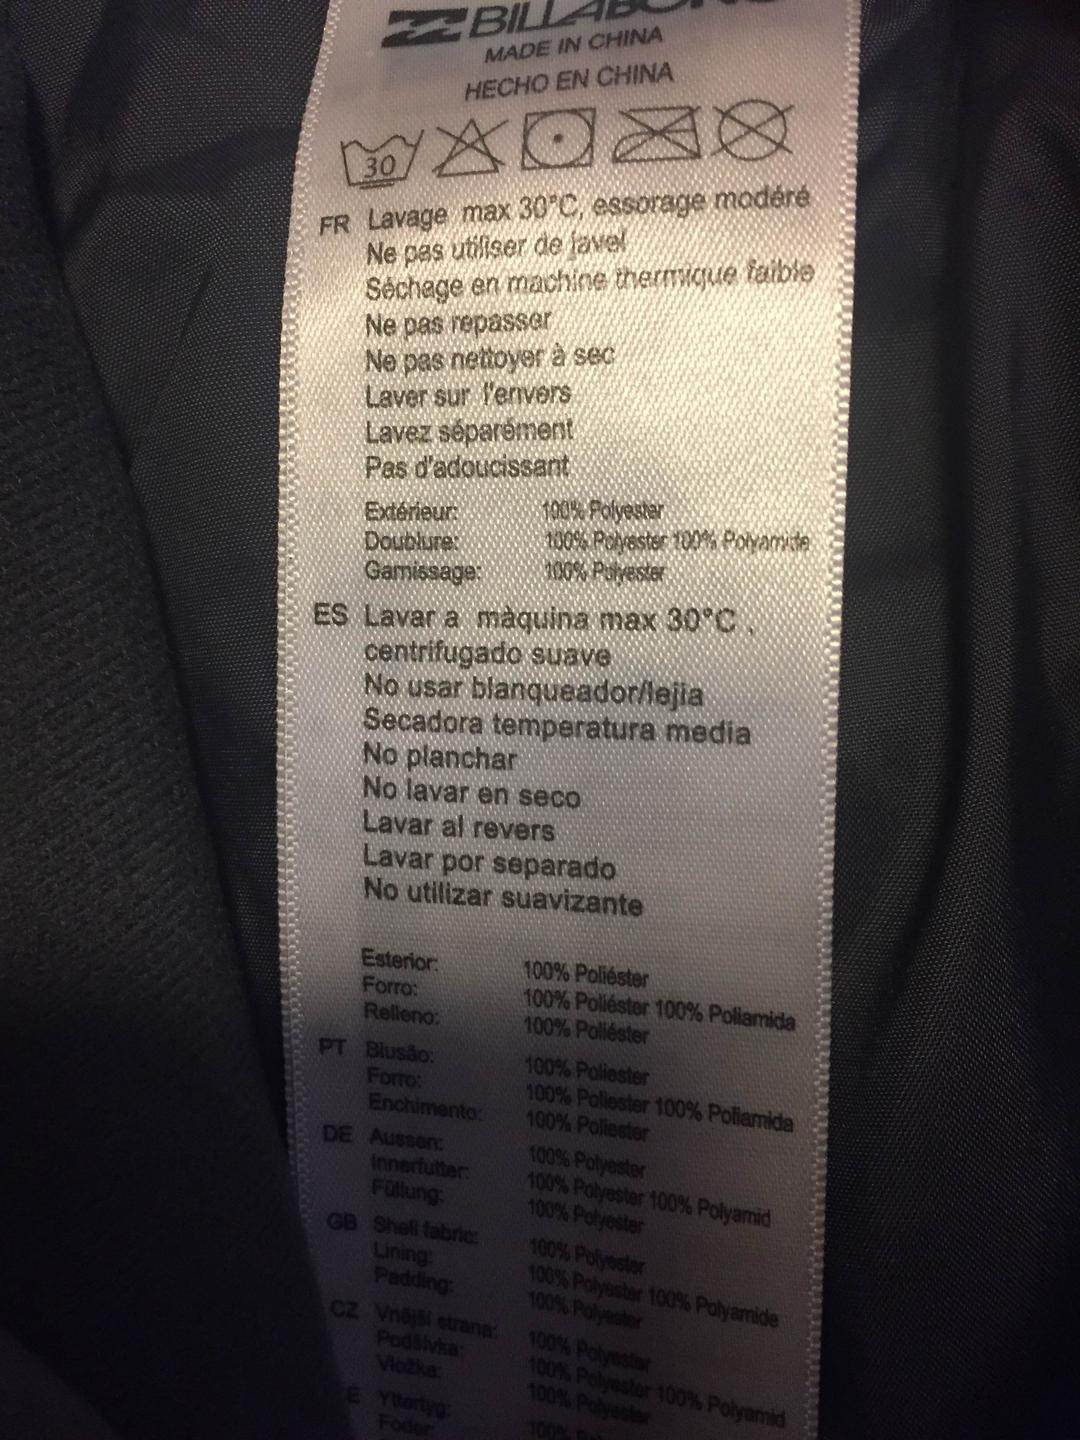 BILLABONG
MADE IN CHINA
HECHO EN CHINA
30
FR Lavage max 30°C, essorage modéré
Ne pas utiliser de javel
Séchage en machine thermique faible
Ne pas repasser
Ne pas nettoyer à sec
Laver sur l'envers
Lavez séparément
Pas d'adoucissant
Extérieur: 100% Polyester
Doublure: 100% Polyester 100% Polyamide
Garnissage: 100% Polyester
ES Lavar a màquina max 30°C ,
centrifugado suave
No usar blanqueador/lejia
Secadora temperatura media
No planchar
No lavar en seco
Lavar al revers
Lavar por separado
No utilizar suavizante
Esterior: 100% Poliéster
Forro: 100% Poliéster 100% Poliamida
Relleno: 100% Poliéster
PT Blusão: 100% Poliester
Forro: 100% Poliester 100% Poliamida
Enchimento: 100% Poliester
DE Aussen: 100% Polyester
Innerfutter: 100% Polyester 100% Polyamid
Füllung: 100% Polyester
GB Shell fabric: 100% Polyester
Lining: 100% Polyester 100% Polyamide
Padding: 100% Polyester
CZ Vnější strana: 100% Polyester
Podšívka: 100% Polyester 100% Polyamid
Vložka: 100% Polyester
E Yttertyg:
Foder: 100%